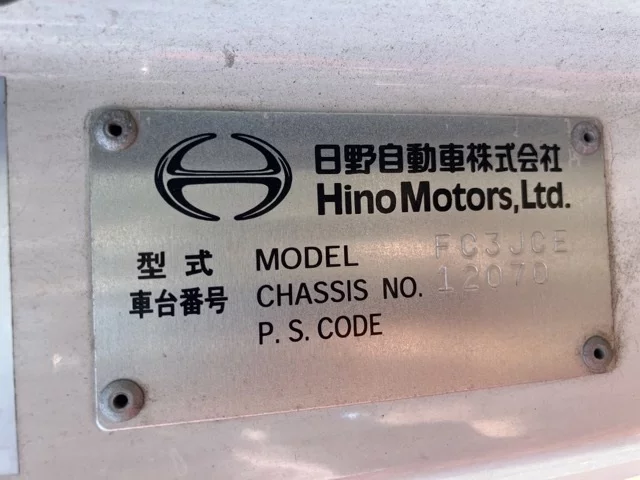 日野自動車株式会社
Hino Motors,Ltd.
型式 MODEL FC3JCE
車台番号 CHASSIS NO. 12070
P.S.CODE